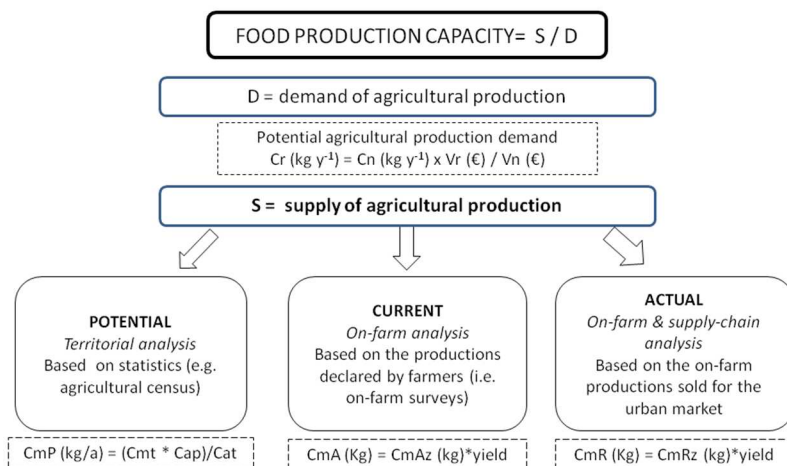 FOOD PRODUCTION CAPACITY= S / D
D = demand of agricultural production
Potential agricultural production demand
Cr (kg y⁻¹) = Cn (kg y⁻¹) x Vr (€) / Vn (€)
S = supply of agricultural production
POTENTIAL
Territorial analysis
Based on statistics (e.g.
agricultural census)
CURRENT
On-farm analysis
Based on the productions
declared by farmers (i.e.
on-farm surveys)
ACTUAL
On-farm & supply-chain
analysis
Based on the on-farm
productions sold for the
urban market
CmP (kg/a) = (Cmt * Cap)/Cat
CmA (Kg) = CmAz (kg)*yield
CmR (Kg) = CmRz (kg)*yield